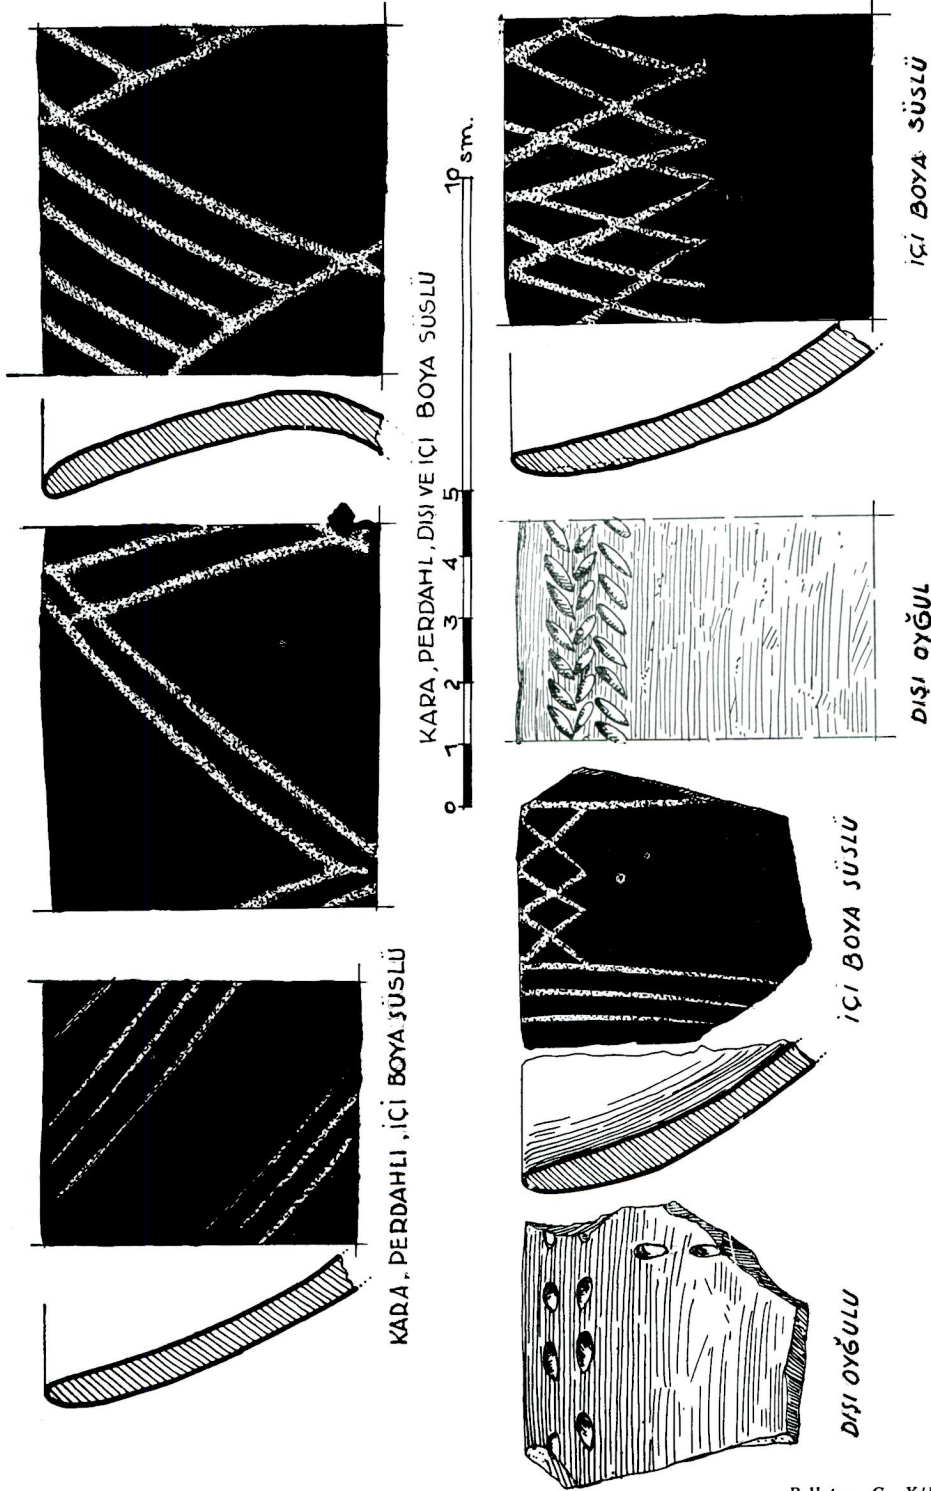 KARA, PERDAHLI, İÇİ BOYA SÜSLÜ
KARA, PERDAHL, DIŞI VE İÇİ BOYA SÜSLÜ
0 1 2 3 4 5 10 sm.
DIŞI OYĞULU
İÇİ BOYA SÜSLÜ
DIŞI OYĞUL
İÇİ BOYA SÜSLÜ